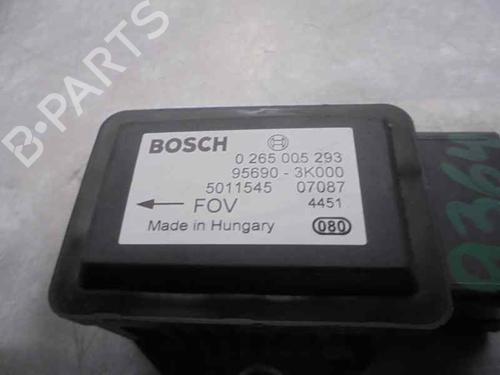 B-PARTS
BOSCH
0 265 005 293
95690 - 3K000
5011545 07087
← FOV 4451
Made in Hungary 080